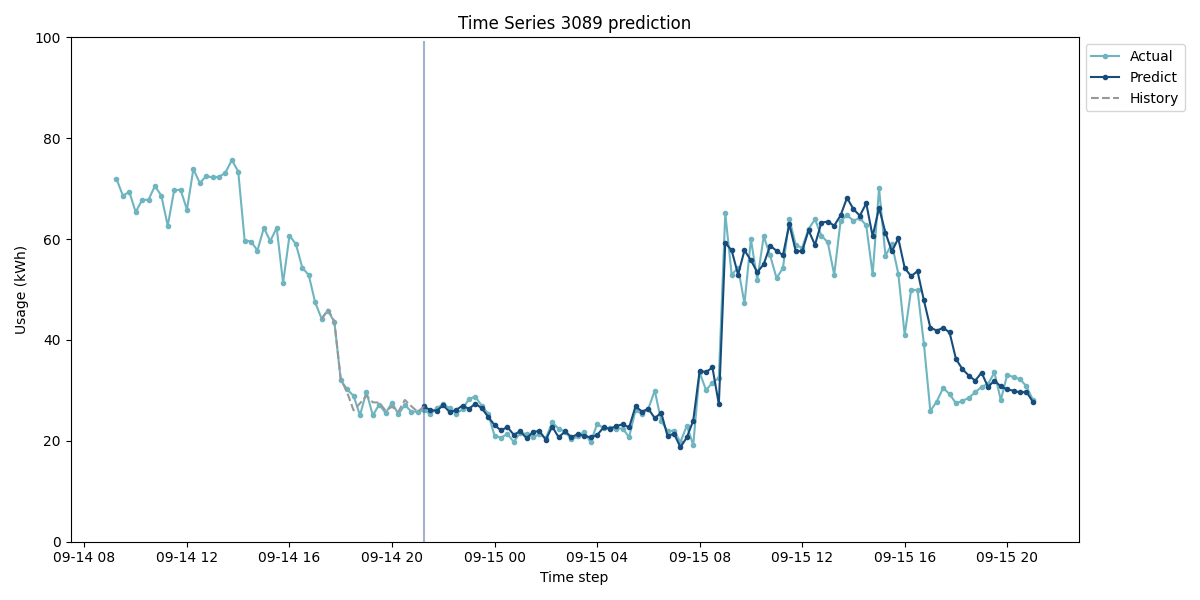 Time Series 3089 prediction
100
80
60
40
20
0
Usage (kWh)
09-14 08 09-14 12 09-14 16 09-14 20 09-15 00 09-15 04 09-15 08 09-15 12 09-15 16 09-15 20
Time step
Actual
Predict
History